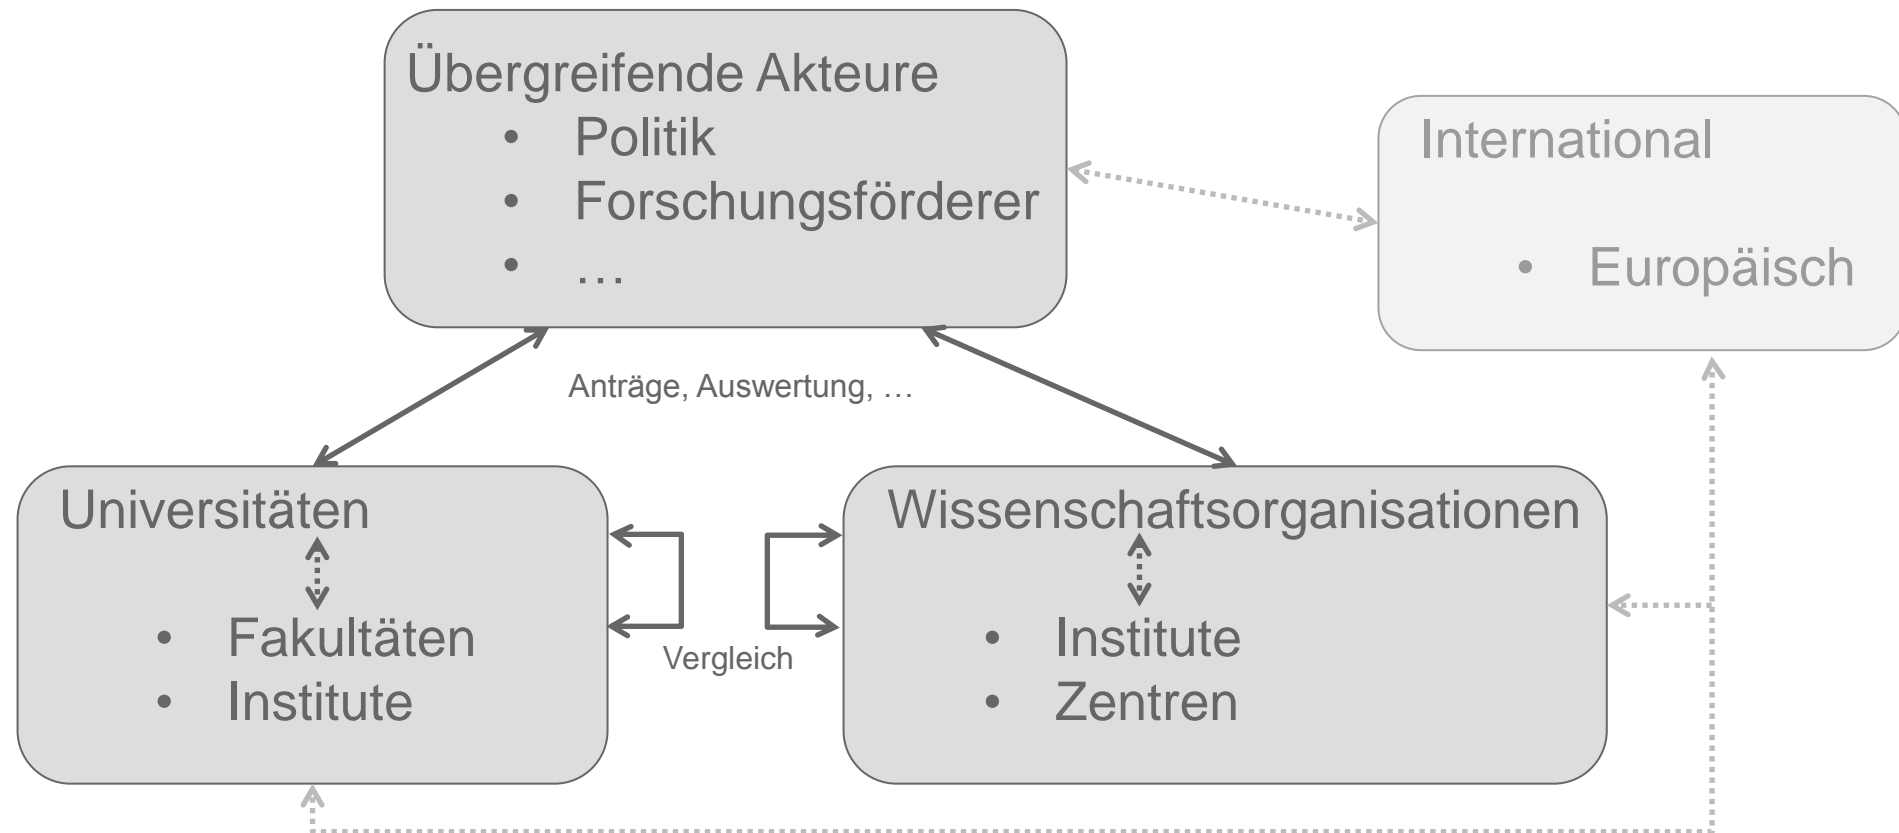 Übergreifende Akteure
• Politik
• Forschungsförderer
• …
International
• Europäisch
Anträge, Auswertung, …
Universitäten
• Fakultäten
• Institute
Vergleich
Wissenschaftsorganisationen
• Institute
• Zentren